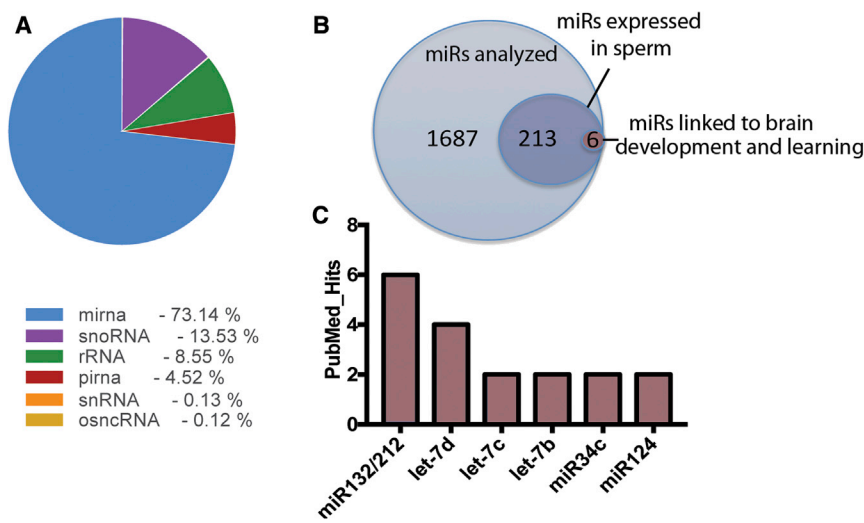 A
mirna - 73.14 %
snoRNA - 13.53 %
rRNA - 8.55 %
pirna - 4.52 %
snRNA - 0.13 %
osncRNA - 0.12 %
B
miRs analyzed
miRs expressed
in sperm
1687
213
6
miRs linked to brain
development and learning
C
PubMed_Hits
8
6
4
2
0
miR132/212
let-7d
let-7c
let-7b
miR34c
miR124